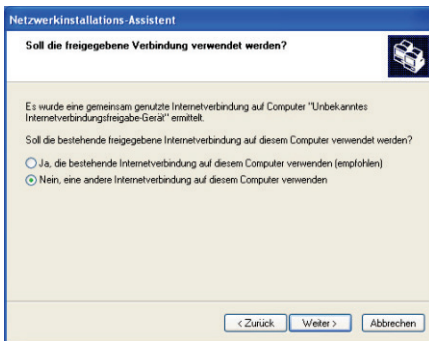 Netzwerkinstallations-Assistent
Soll die freigegebene Verbindung verwendet werden?
Es wurde eine gemeinsam genutzte Internetverbindung auf Computer "Unbekanntes
Internetverbindungsfreigabe-Gerät" ermittelt.
Soll die bestehende freigegebene Internetverbindung auf diesem Computer verwendet werden?
Ja, die bestehende Internetverbindung auf diesem Computer verwenden (empfohlen)
Nein, eine andere Internetverbindung auf diesem Computer verwenden
< Zurück Weiter > Abbrechen